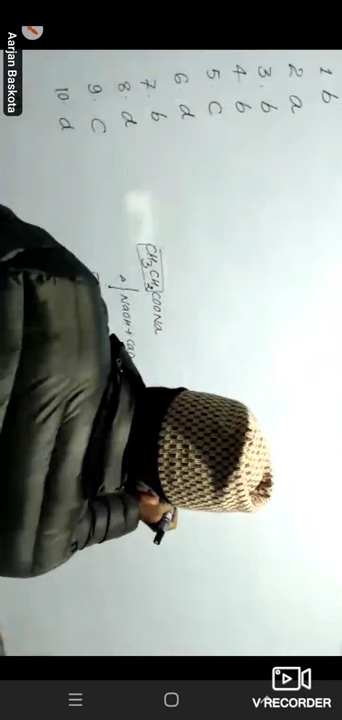 1 b
2 a
3. b
4 b
5. c
6 d
7. b
8. d
9. c
10. d
CH3CH2COONa
Δ NaOH + CaO
Aarjan Baskota
V RECORDER